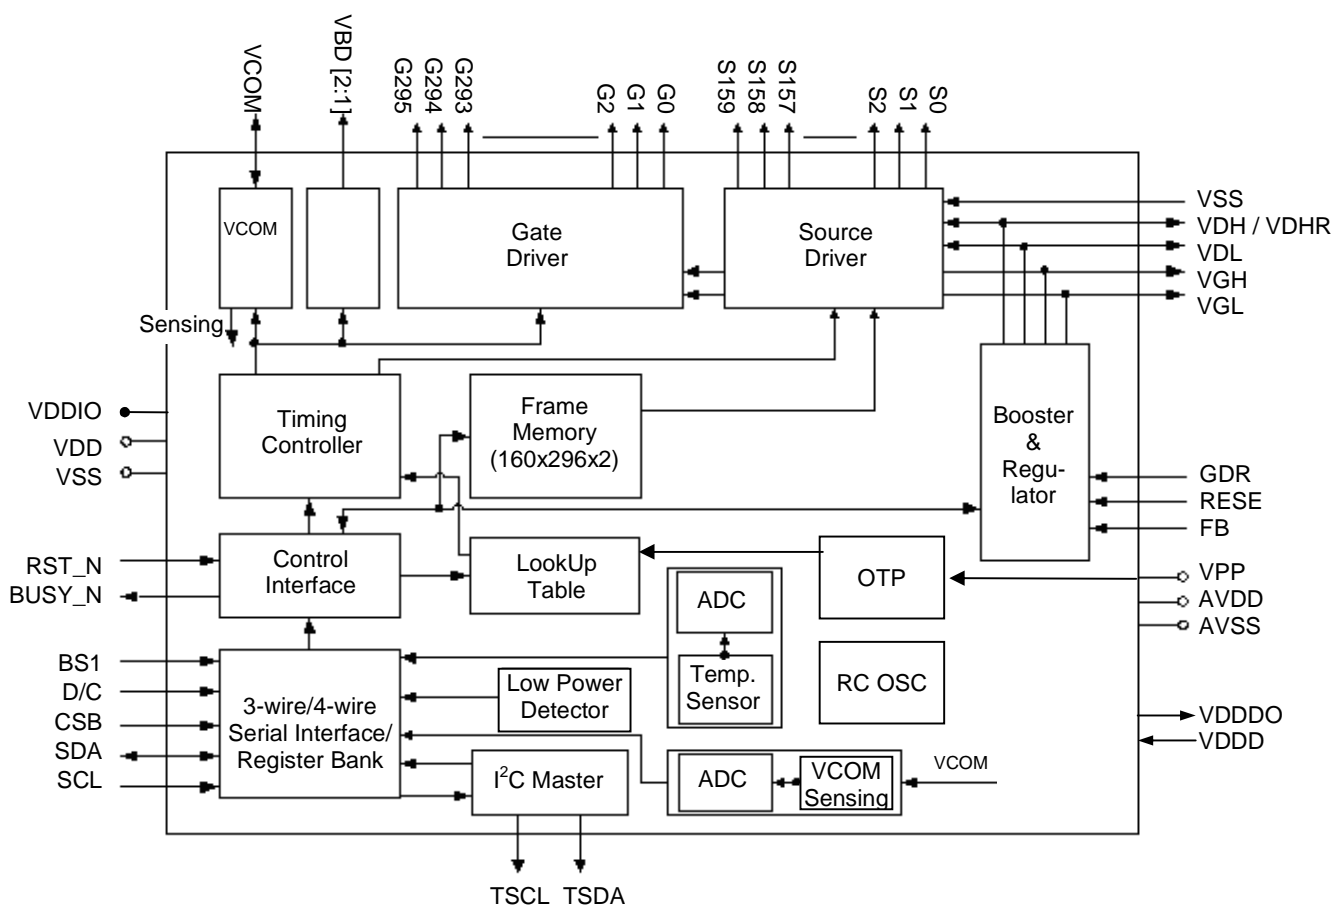 VCOM
VBD [2:1]
G295
G294
G293
G2
G1
G0
S159
S158
S157
S2
S1
S0
VCOM
Gate
Driver
Source
Driver
VSS
VDH / VDHR
VDL
VGH
VGL
Sensing
VDDIO
VDD
VSS
Timing
Controller
Frame
Memory
(160x296x2)
Booster
&
Regu-
lator
GDR
RESE
FB
RST_N
BUSY_N
Control
Interface
LookUp
Table
ADC
OTP
VPP
AVDD
AVSS
BS1
D/C
CSB
SDA
SCL
3-wire/4-wire
Serial Interface/
Register Bank
Low Power
Detector
Temp.
Sensor
RC OSC
VDDDO
VDDD
I2C Master
ADC
VCOM
Sensing
VCOM
TSCL
TSDA